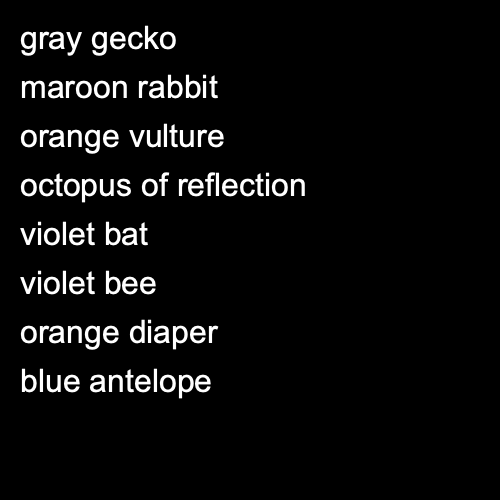 gray gecko
maroon rabbit
orange vulture
octopus of reflection
violet bat
violet bee
orange diaper
blue antelope